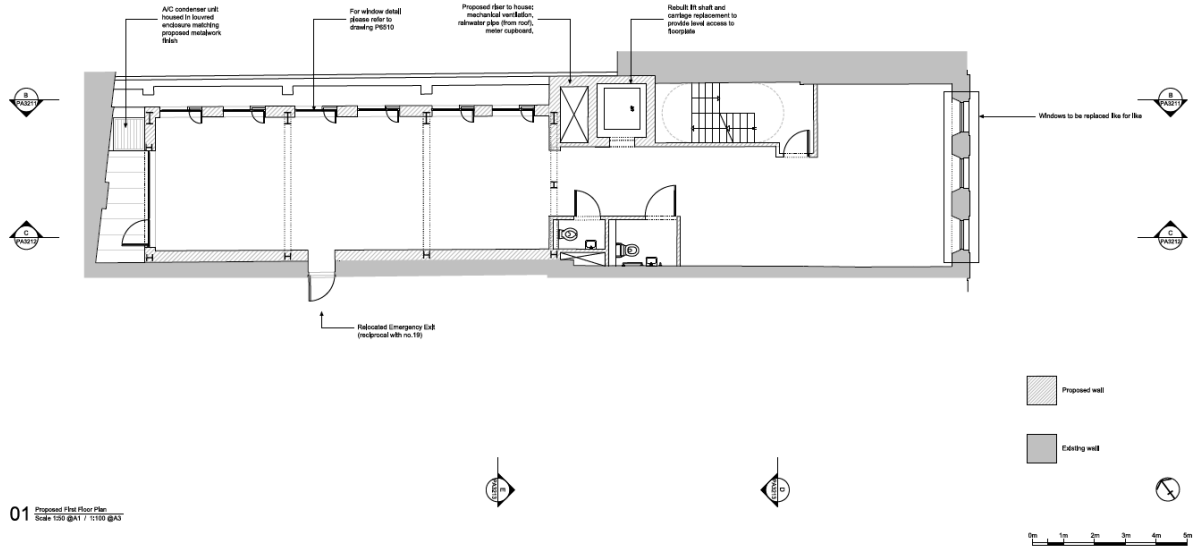 A/C condenser unit
housed in louvred
enclosure matching
proposed metalwork
finish
For window detail
please refer to
drawing P6510
Proposed riser to house;
mechanical ventilation,
rainwater pipe (from roof),
meter cupboard,
Rebuilt lift shaft and
carriage replacement to
provide level access to
floorplate
B
PA3211
B
PA3211
Windows to be replaced like for like
C
PA3212
C
PA3212
Relocated Emergency Exit
(reciprocal with no.19)
Proposed wall
Existing wall
E
PA3213
D
PA3213
01 Proposed First Floor Plan
Scale 1:50 @A1 / 1:100 @A3
0m 1m 2m 3m 4m 5m